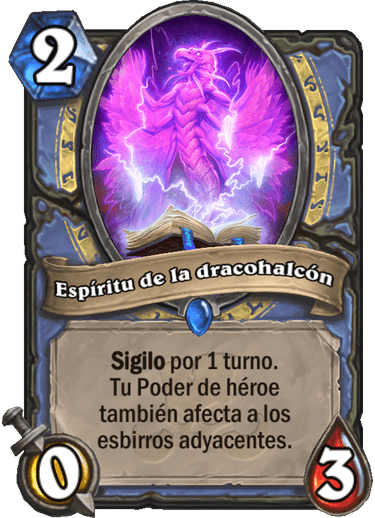 2
Espíritu de la dracohalcón
Sigilo por 1 turno.
Tu Poder de héroe
también afecta a los
esbirros adyacentes.
0
3